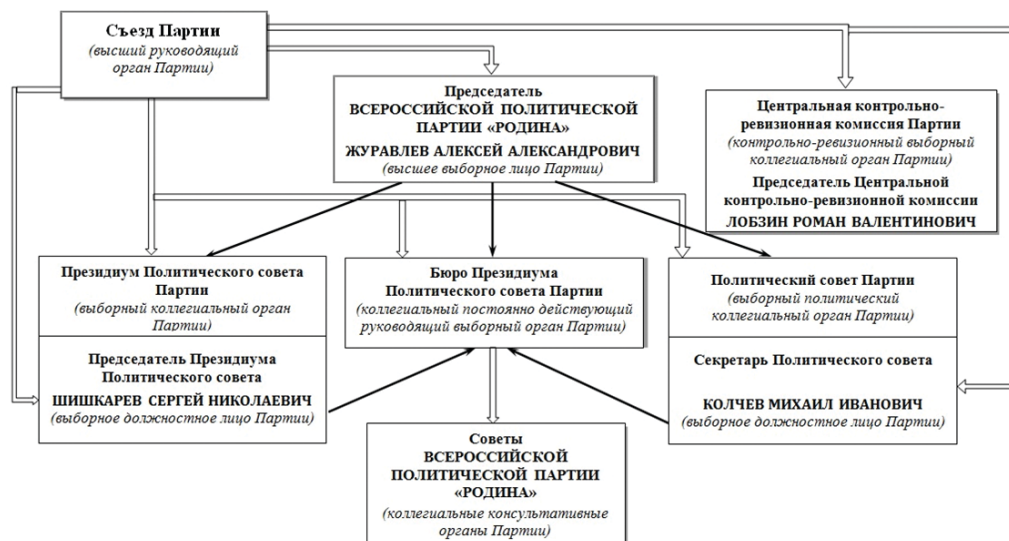 Съезд Партии
(высший руководящий
орган Партии)
Председатель
ВСЕРОССИЙСКОЙ ПОЛИТИЧЕСКОЙ
ПАРТИИ «РОДИНА»
ЖУРАВЛЕВ АЛЕКСЕЙ АЛЕКСАНДРОВИЧ
(высшее выборное лицо Партии)
Центральная контрольно-
ревизионная комиссия Партии
(контрольно-ревизионный выборный
коллегиальный орган Партии)
Председатель Центральной
контрольно-ревизионной комиссии
ЛОБЗИН РОМАН ВАЛЕНТИНОВИЧ
Президиум Политического совета
Партии
(выборный коллегиальный орган
Партии)
Председатель Президиума
Политического совета
ШИШКАРЕВ СЕРГЕЙ НИКОЛАЕВИЧ
(выборное должностное лицо Партии)
Бюро Президиума
Политического совета Партии
(коллегиальный постоянно действующий
руководящий выборный орган Партии)
Политический совет Партии
(выборный политический
коллегиальный орган Партии)
Секретарь Политического совета
КОЛЧЕВ МИХАИЛ ИВАНОВИЧ
(выборное должностное лицо Партии)
Советы
ВСЕРОССИЙСКОЙ
ПОЛИТИЧЕСКОЙ ПАРТИИ
«РОДИНА»
(коллегиальные консультативные
органы Партии)